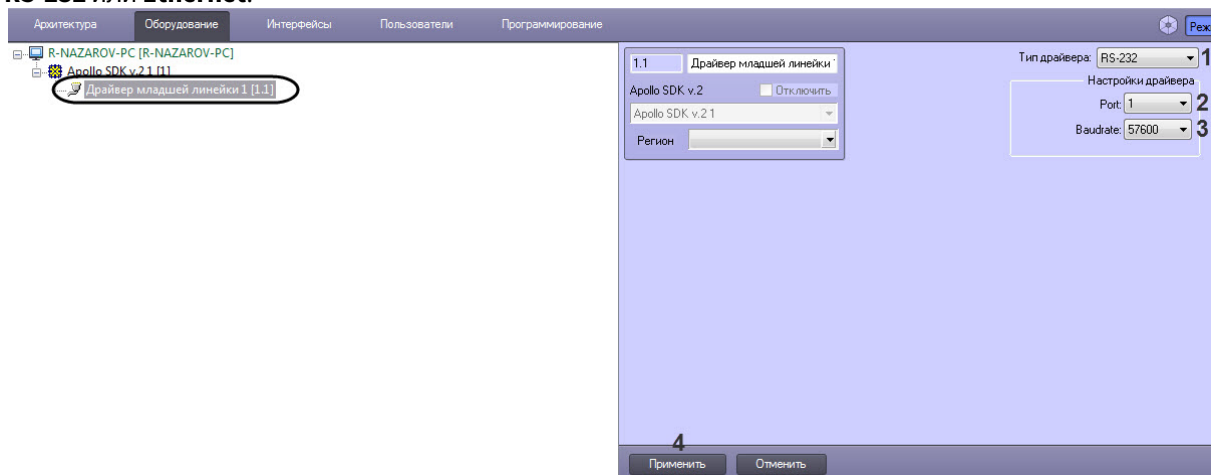 RS-232 или Ethernet.
Архитектура Оборудование Интерфейсы Пользователи Программирование
R-NAZAROV-PC [R-NAZAROV-PC]
Apollo SDK v.2 1 [1]
Драйвер младшей линейки 1 [1.1]
1.1 Драйвер младшей линейки
Apollo SDK v.2 Отключить
Apollo SDK v.2 1
Регион
Тип драйвера: RS-232 1
Настройки драйвера
Port: 1 2
Baudrate: 57600 3
4
Применить Отменить